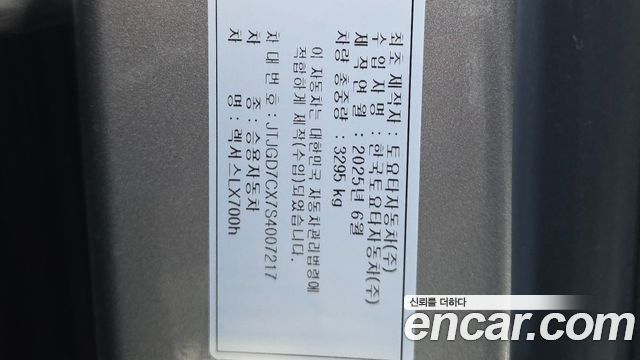 최초 제작사 : 토요타자동차(주)
수 입 사 명 : 한국토요타자동차(주)
제 작 연 월 : 2025년 6월
차량 총중량 : 3295 kg
이 자동차는 대한민국 자동차관리법령에
적합하게 제작(수입)되었습니다.
차 대 번 호 : JTJGD7CX7S4007217
차 종 : 승용자동차
차 명 : 렉서스LX700h
신뢰를 더하다
encar.com